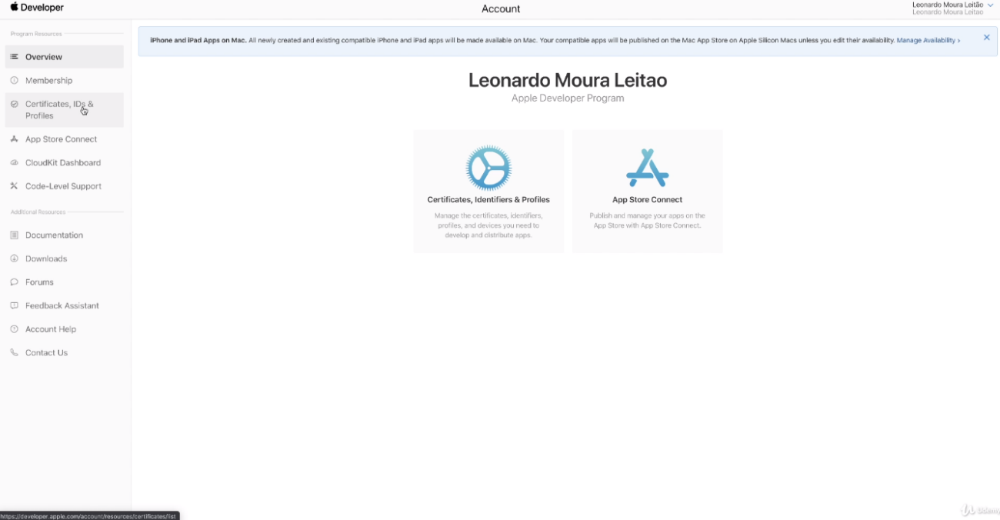 Developer
Account
Leonardo Moura Leitão
Leonardo Moura Leitao
Program Resources
Overview
Membership
Certificates, IDs &
Profiles
App Store Connect
CloudKit Dashboard
Code-Level Support
Additional Resources
Documentation
Downloads
Forums
Feedback Assistant
Account Help
Contact Us
iPhone and iPad Apps on Mac. All newly created and existing compatible iPhone and iPad apps will be made available on Mac. Your compatible apps will be published on the Mac App Store on Apple Silicon Macs unless you edit their availability. Manage Availability ›
Leonardo Moura Leitao
Apple Developer Program
Certificates, Identifiers & Profiles
Manage the certificates, identifiers,
profiles, and devices you need to
develop and distribute apps.
App Store Connect
Publish and manage your apps on the
App Store with App Store Connect.
https://developer.apple.com/account/resources/certificates/list
Udemy